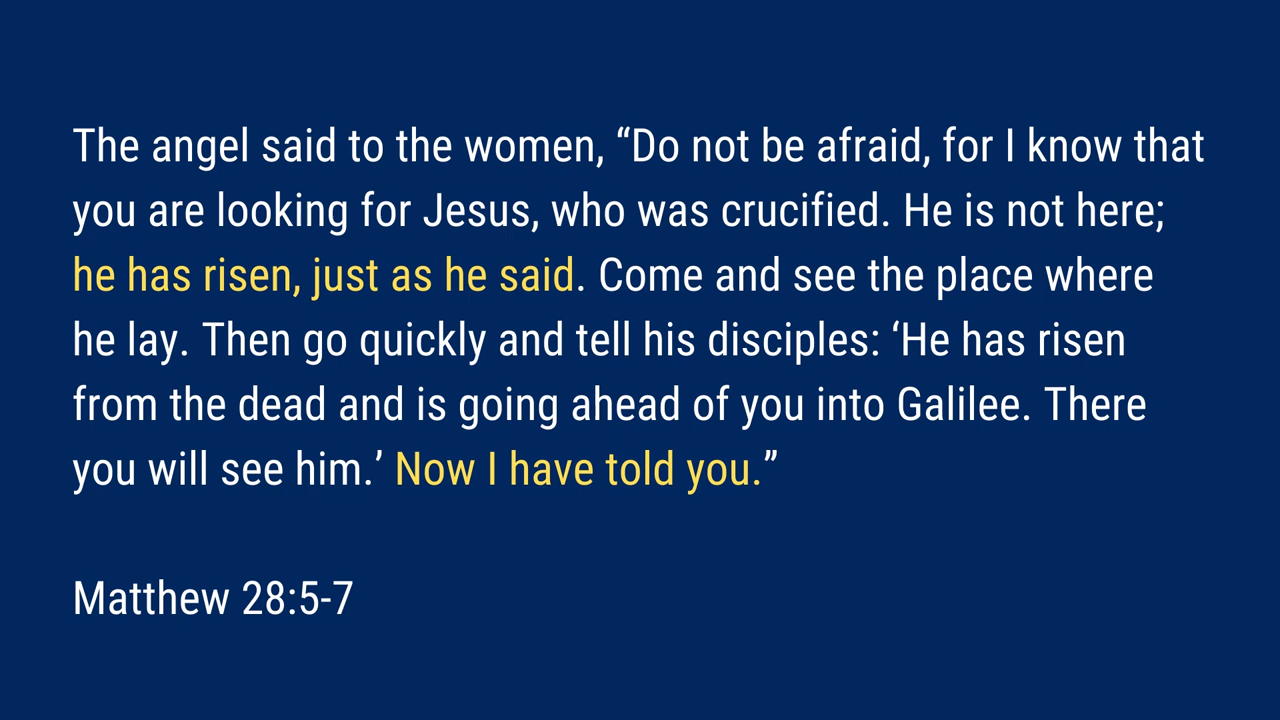 The angel said to the women, “Do not be afraid, for I know that
you are looking for Jesus, who was crucified. He is not here;
he has risen, just as he said. Come and see the place where
he lay. Then go quickly and tell his disciples: ‘He has risen
from the dead and is going ahead of you into Galilee. There
you will see him.’ Now I have told you.”
Matthew 28:5-7